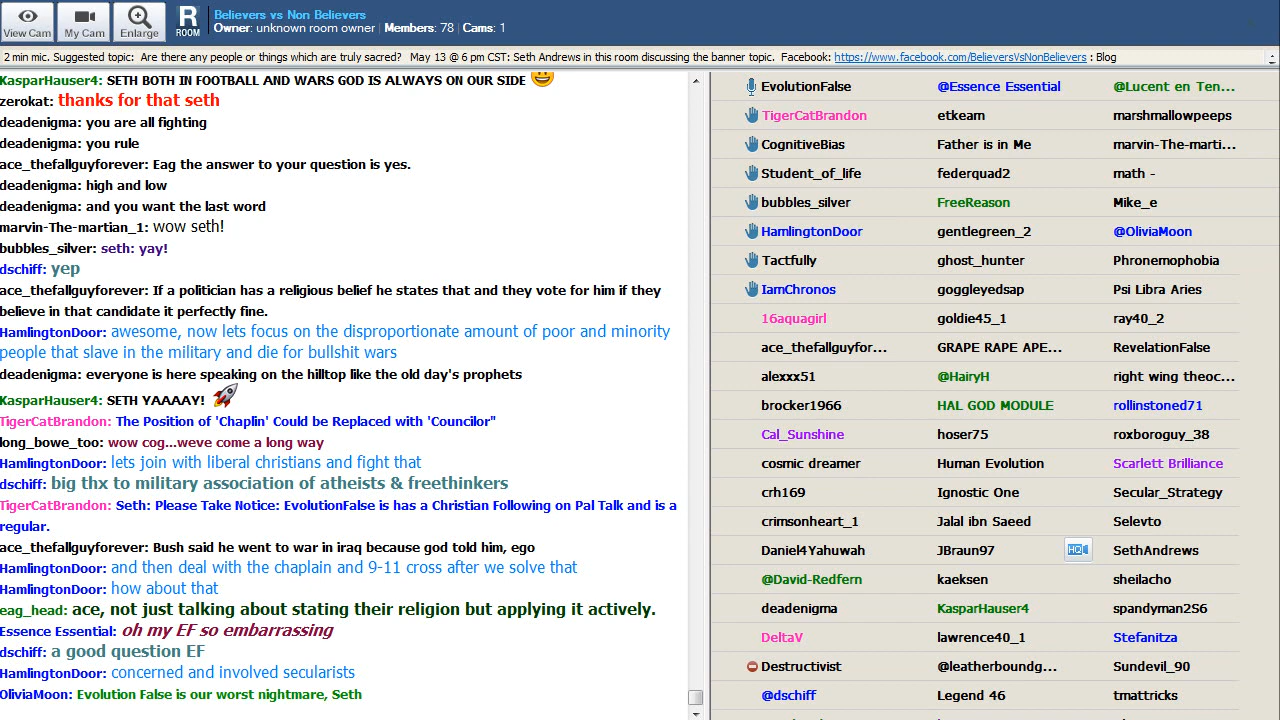 View Cam
My Cam
Enlarge
R
ROOM
Believers vs Non Believers
Owner: unknown room owner | Members: 78 | Cams: 1
2 min mic. Suggested topic: Are there any people or things which are truly sacred? May 13 @ 6 pm CST: Seth Andrews in this room discussing the banner topic. Facebook: https://www.facebook.com/BelieversVsNonBelievers : Blog
KasparHauser4: SETH BOTH IN FOOTBALL AND WARS GOD IS ALWAYS ON OUR SIDE
zerokat: thanks for that seth
deadenigma: you are all fighting
deadenigma: you rule
ace_thefallguyforever: Eag the answer to your question is yes.
deadenigma: high and low
deadenigma: and you want the last word
marvin-The-martian_1: wow seth!
bubbles_silver: seth: yay!
dschiff: yep
ace_thefallguyforever: If a politician has a religious belief he states that and they vote for him if they
believe in that candidate it perfectly fine.
HamlingtonDoor: awesome, now lets focus on the disproportionate amount of poor and minority
people that slave in the military and die for bullshit wars
deadenigma: everyone is here speaking on the hilltop like the old day's prophets
KasparHauser4: SETH YAAAAY!
TigerCatBrandon: The Position of 'Chaplin' Could be Replaced with 'Councilor"
long_bowe_too: wow cog...weve come a long way
HamlingtonDoor: lets join with liberal christians and fight that
dschiff: big thx to military association of atheists & freethinkers
TigerCatBrandon: Seth: Please Take Notice: EvolutionFalse is has a Christian Following on Pal Talk and is a
regular.
ace_thefallguyforever: Bush said he went to war in iraq because god told him, ego
HamlingtonDoor: and then deal with the chaplain and 9-11 cross after we solve that
HamlingtonDoor: how about that
eag_head: ace, not just talking about stating their religion but applying it actively.
Essence Essential: oh my EF so embarrassing
dschiff: a good question EF
HamlingtonDoor: concerned and involved secularists
OliviaMoon: Evolution False is our worst nightmare, Seth
EvolutionFalse @Essence Essential @Lucent en Ten...
TigerCatBrandon etkeam marshmallowpeeps
CognitiveBias Father is in Me marvin-The-marti...
Student_of_life federquad2 math -
bubbles_silver FreeReason Mike_e
HamlingtonDoor gentlegreen_2 @OliviaMoon
Tactfully ghost_hunter Phronemophobia
IamChronos goggleyedsap Psi Libra Aries
16aquagirl goldie45_1 ray40_2
ace_thefallguyfor... GRAPE RAPE APE... RevelationFalse
alexxx51 @HairyH right wing theoc...
brocker1966 HAL GOD MODULE rollinstoned71
Cal_Sunshine hoser75 roxboroguy_38
cosmic dreamer Human Evolution Scarlett Brilliance
crh169 Ignostic One Secular_Strategy
crimsonheart_1 Jalal ibn Saeed Selevto
Daniel4Yahuwah JBraun97 HQ SethAndrews
@David-Redfern kaeksen sheilacho
deadenigma KasparHauser4 spandyman2S6
DeltaV lawrence40_1 Stefanitza
Destructivist @leatherboundg... Sundevil_90
@dschiff Legend 46 tmattricks